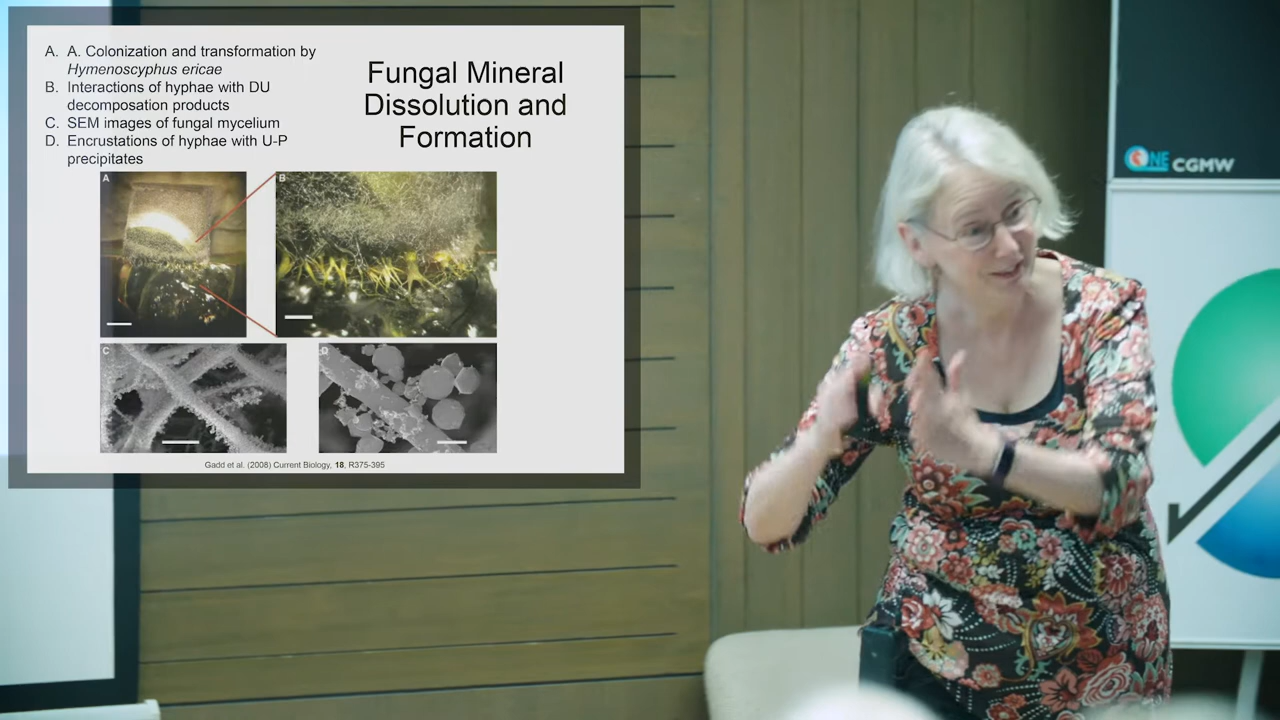 A. A. Colonization and transformation by
Hymenoscyphus ericae
B. Interactions of hyphae with DU
decomposation products
C. SEM images of fungal mycelium
D. Encrustations of hyphae with U-P
precipitates
Fungal Mineral
Dissolution and
Formation
A
B
C
D
Gadd et al. (2008) Current Biology, 18, R375-395
ONE CGMW